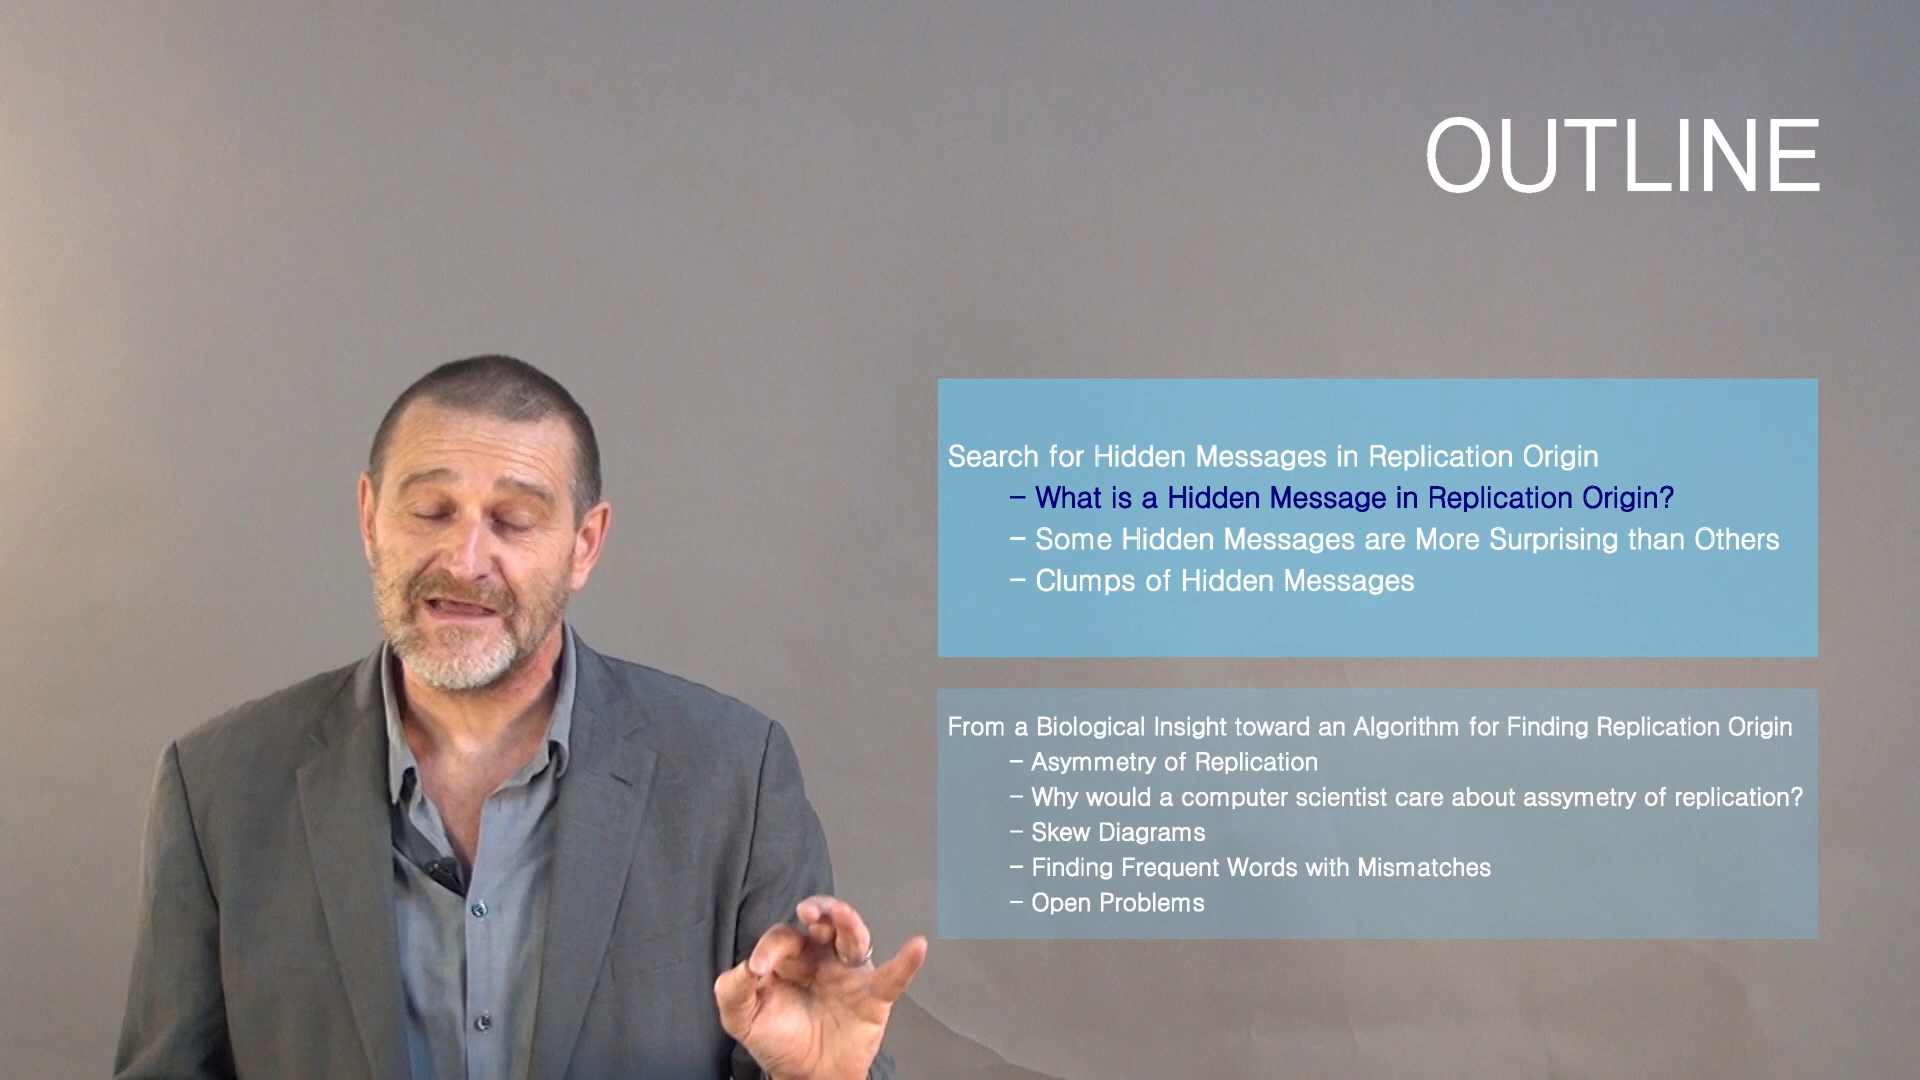 OUTLINE
Search for Hidden Messages in Replication Origin
– What is a Hidden Message in Replication Origin?
– Some Hidden Messages are More Surprising than Others
– Clumps of Hidden Messages
From a Biological Insight toward an Algorithm for Finding Replication Origin
– Asymmetry of Replication
– Why would a computer scientist care about assymetry of replication?
– Skew Diagrams
– Finding Frequent Words with Mismatches
– Open Problems